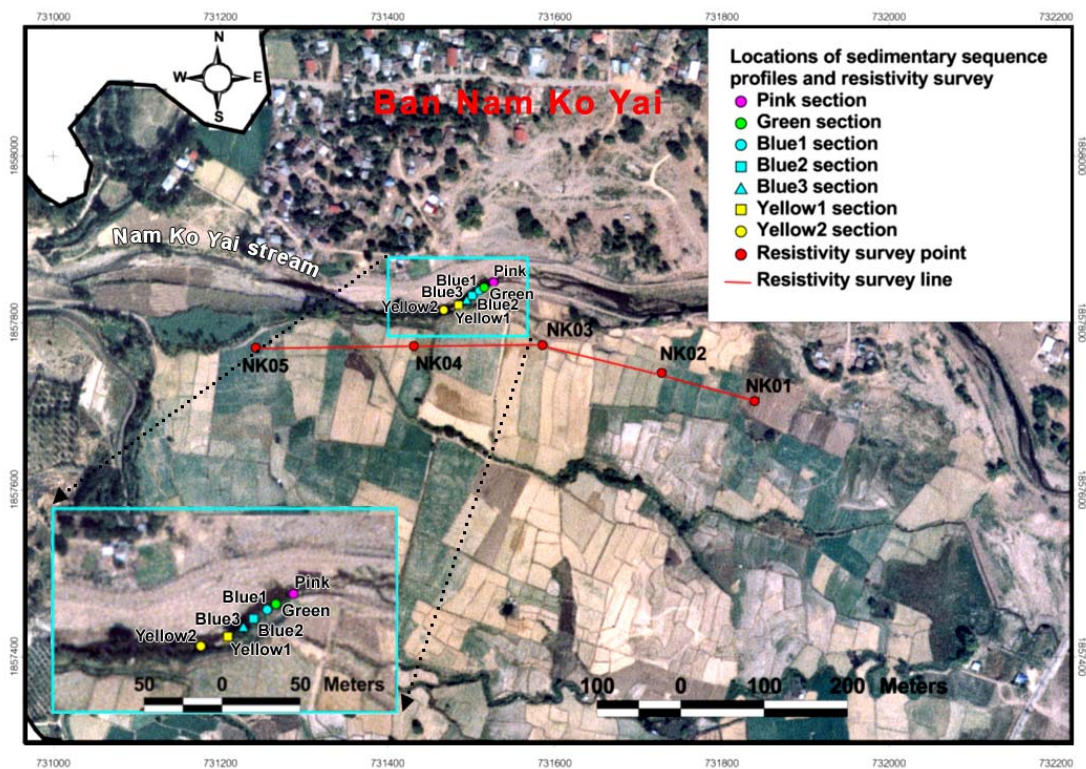 731000 731200 731400 731600 731800 732000 732200
N
W E
S
Ban Nam Ko Yai
Locations of sedimentary sequence
profiles and resistivity survey
Pink section
Green section
Blue1 section
Blue2 section
Blue3 section
Yellow1 section
Yellow2 section
Resistivity survey point
Resistivity survey line
1858000 1858000
Nam Ko Yai stream
Blue1 Pink
Blue3 Green
Yellow2 Blue2
Yellow1
1857800 1857800
NK05 NK04 NK03 NK02 NK01
1857600 1857600
Pink
Blue1
Green
Blue3
Blue2
Yellow2
Yellow1
1857400 1857400
50 0 50 Meters
100 0 100 200 Meters
731000 731200 731400 731600 731800 732000 732200